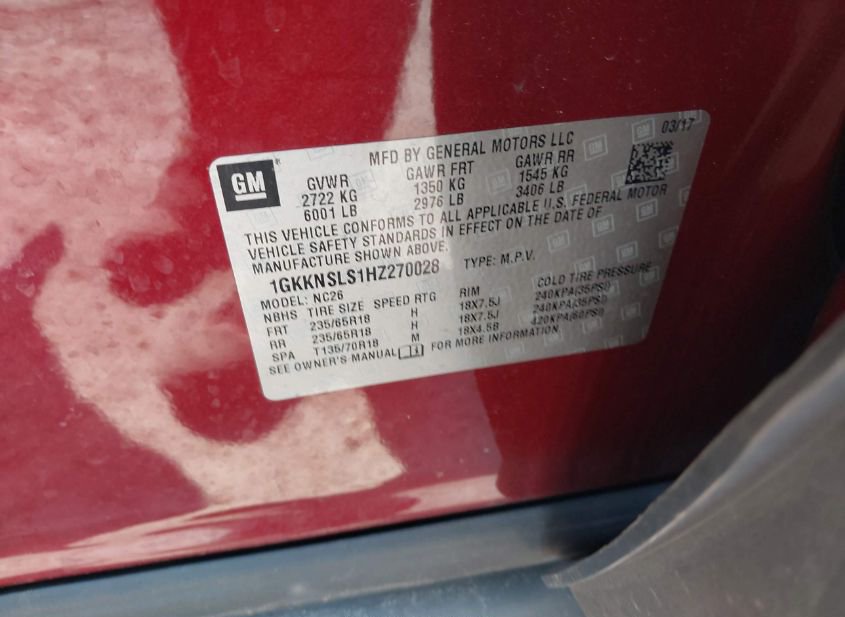 MFD BY GENERAL MOTORS LLC 03/17
GM
GVWR GAWR FRT GAWR RR
2722 KG 1350 KG 1545 KG
6001 LB 2976 LB 3406 LB
THIS VEHICLE CONFORMS TO ALL APPLICABLE U.S. FEDERAL MOTOR
VEHICLE SAFETY STANDARDS IN EFFECT ON THE DATE OF
MANUFACTURE SHOWN ABOVE.
1GKKNSLS1HZ270028 TYPE: M.P.V.
MODEL: NC26
NBHS TIRE SIZE SPEED RTG RIM COLD TIRE PRESSURE
FRT 235/65R18 H 18X7.5J 240KPA(35PSI)
RR 235/65R18 H 18X7.5J 240KPA(35PSI)
SPA T135/70R18 M 18X4.5B 420KPA(60PSI)
SEE OWNER'S MANUAL FOR MORE INFORMATION